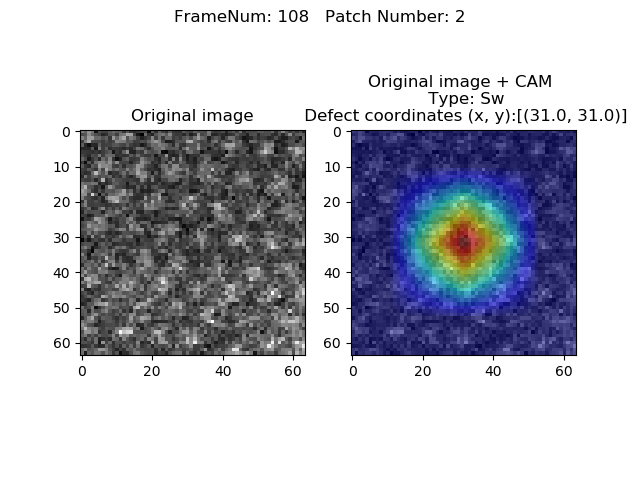 FrameNum: 108   Patch Number: 2
Original image
Original image + CAM
Type: Sw
Defect coordinates (x, y):[(31.0, 31.0)]
0
10
20
30
40
50
60
0 20 40 60
0
10
20
30
40
50
60
0 20 40 60